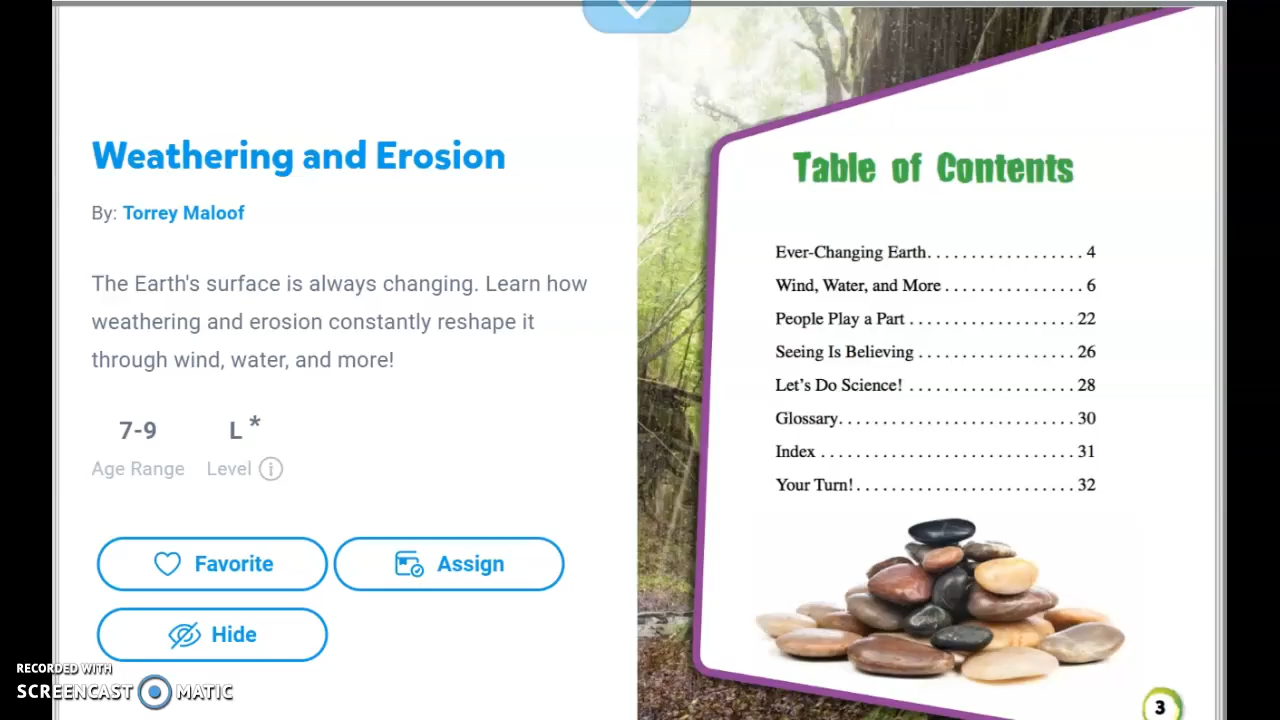 Weathering and Erosion
By: Torrey Maloof
The Earth's surface is always changing. Learn how
weathering and erosion constantly reshape it
through wind, water, and more!
7-9 L *
Age Range Level i
Favorite Assign
Hide
RECORDED WITH
SCREENCAST MATIC
Table of Contents
Ever-Changing Earth. . . . . . . . . . . . . . . . . . 4
Wind, Water, and More . . . . . . . . . . . . . . . . 6
People Play a Part . . . . . . . . . . . . . . . . . . . 22
Seeing Is Believing . . . . . . . . . . . . . . . . . . 26
Let's Do Science! . . . . . . . . . . . . . . . . . . . 28
Glossary. . . . . . . . . . . . . . . . . . . . . . . . . . . 30
Index . . . . . . . . . . . . . . . . . . . . . . . . . . . . . 31
Your Turn! . . . . . . . . . . . . . . . . . . . . . . . . . 32
3